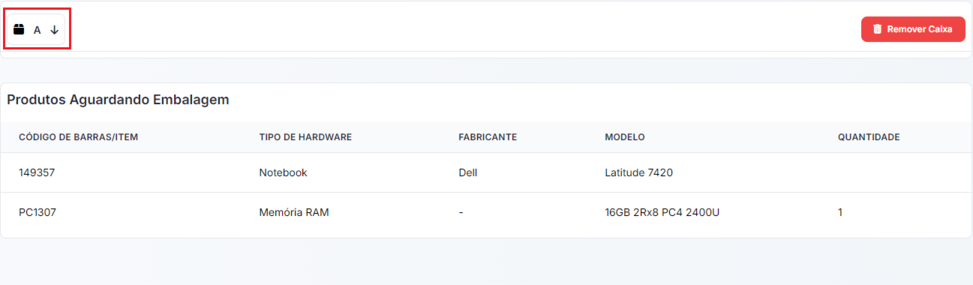 A
Remover Caixa
Produtos Aguardando Embalagem
CÓDIGO DE BARRAS/ITEM TIPO DE HARDWARE FABRICANTE MODELO QUANTIDADE
149357 Notebook Dell Latitude 7420
PC1307 Memória RAM - 16GB 2Rx8 PC4 2400U 1